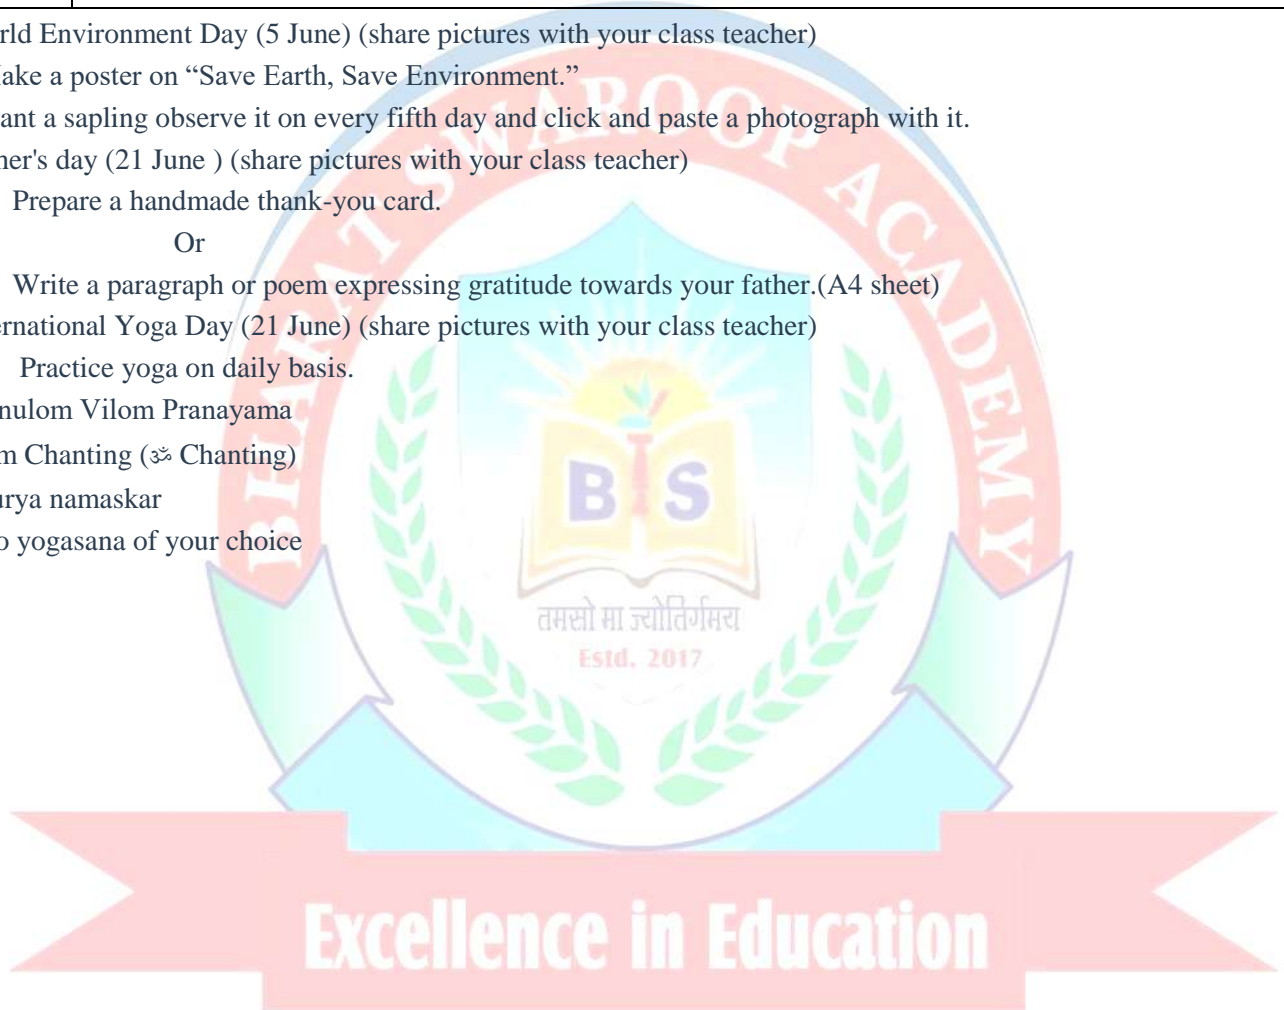 rld Environment Day (5 June) (share pictures with your class teacher)
ake a poster on “Save Earth, Save Environment.”
ant a sapling observe it on every fifth day and click and paste a photograph with it.
her's day (21 June ) (share pictures with your class teacher)
Prepare a handmade thank-you card.
Or
Write a paragraph or poem expressing gratitude towards your father.(A4 sheet)
ernational Yoga Day (21 June) (share pictures with your class teacher)
Practice yoga on daily basis.
nulom Vilom Pranayama
m Chanting (ॐ Chanting)
urya namaskar
o yogasana of your choice
BHARAT SWAROOP ACADEMY
B S
तमसो मा ज्योतिर्गमय
Estd. 2017
Excellence in Education